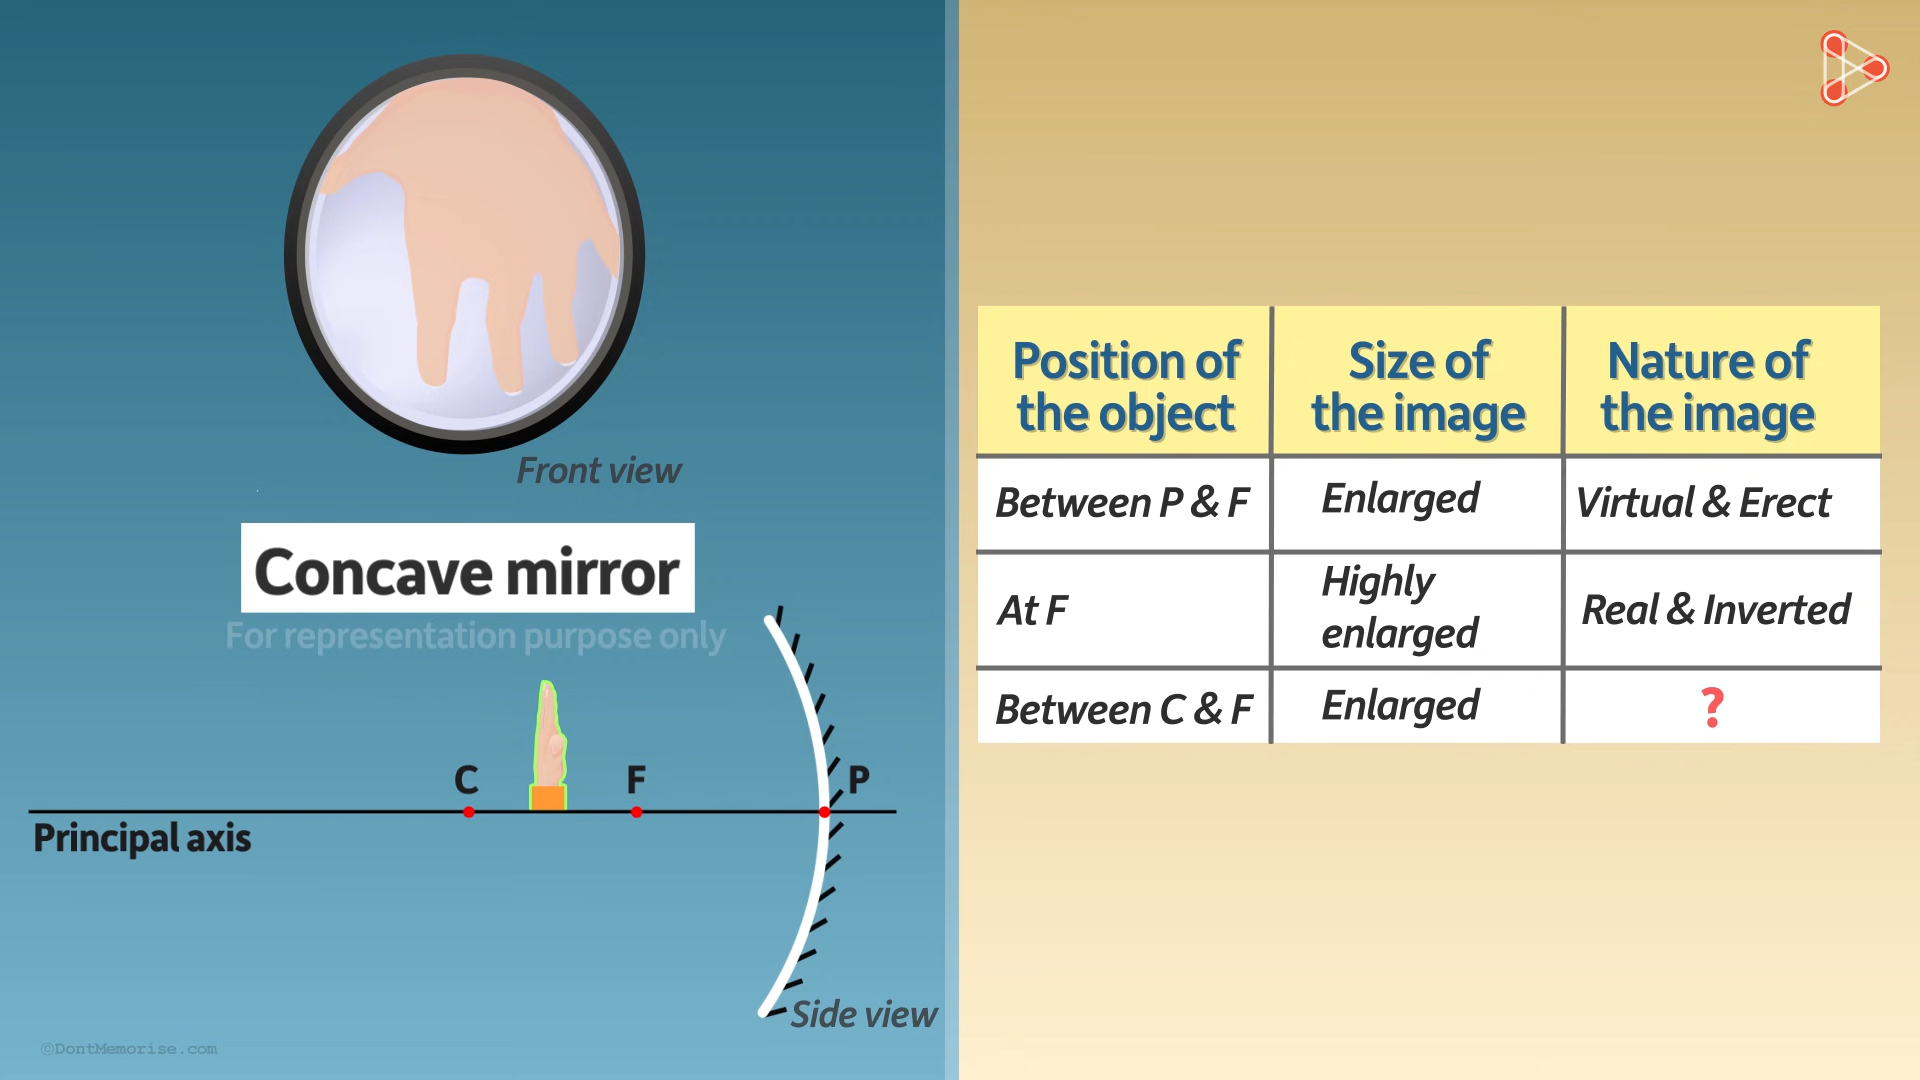 Front view
Concave mirror
For representation purpose only
C
F
P
Principal axis
Side view
©DontMemorise.com
Position of the object
Size of the image
Nature of the image
Between P & F
Enlarged
Virtual & Erect
At F
Highly enlarged
Real & Inverted
Between C & F
Enlarged
?